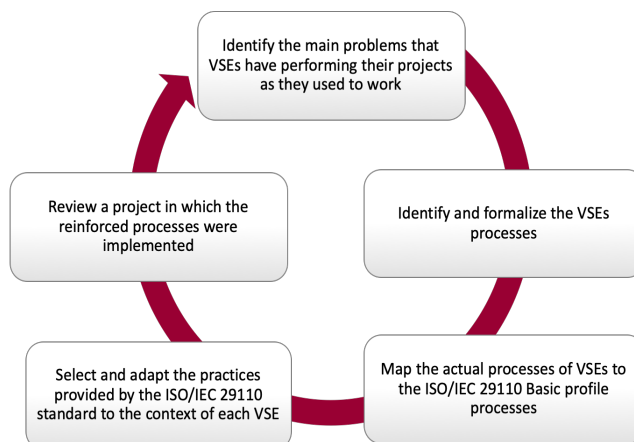 Identify the main problems that
VSEs have performing their projects
as they used to work
Identify and formalize the VSEs
processes
Map the actual processes of VSEs to
the ISO/IEC 29110 Basic profile
processes
Select and adapt the practices
provided by the ISO/IEC 29110
standard to the context of each VSE
Review a project in which the
reinforced processes were
implemented